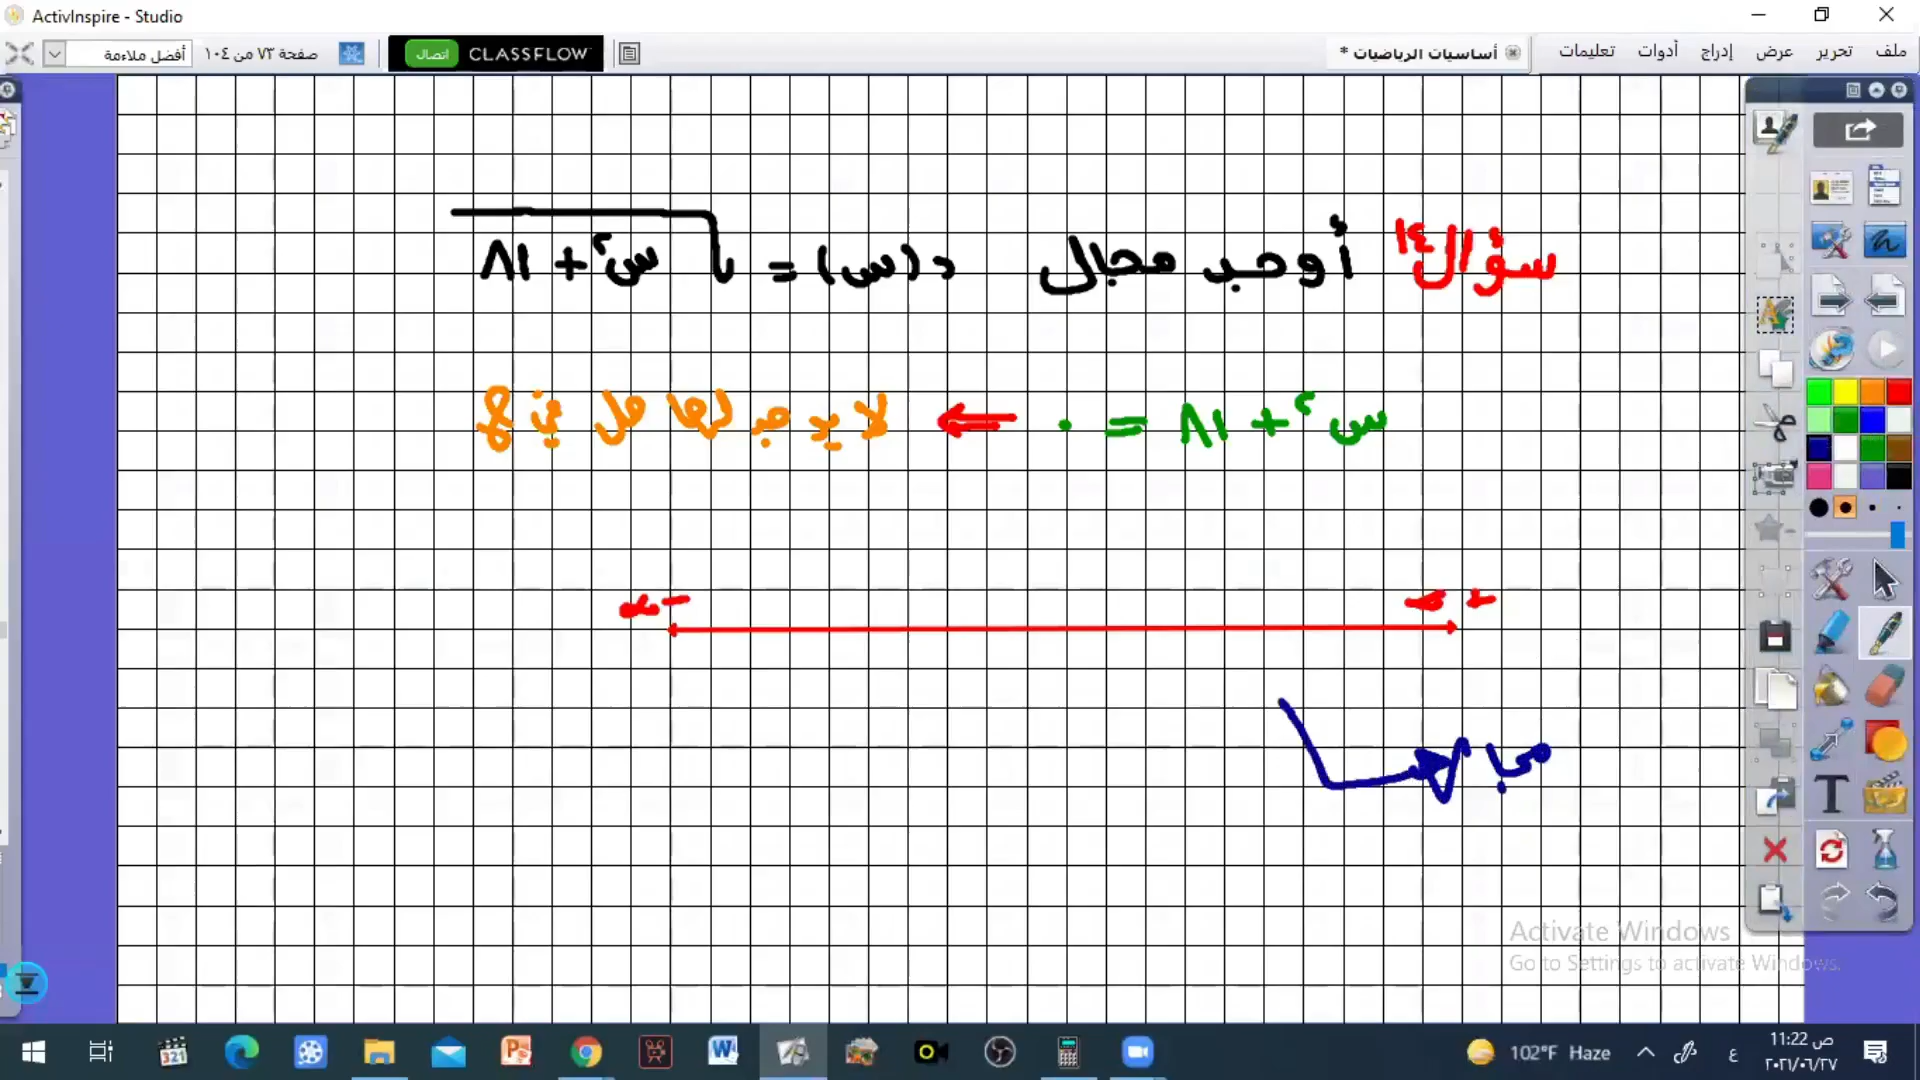 ActivInspire - Studio
ملف تحرير عرض إدراج أدوات تعليمات
أساسيات الرياضيات *
CLASSFLOW اتصال
صفحة ٧٣ من ١٠٤
أفضل ملاءمة
سؤال ١٤ أوجد مجال د(س) = √س٢ + ٨١
س٢ + ٨١ = ٠ ⇐ لا يوجد لها حل في ح
+∞ -∞
Activate Windows
Go to Settings to activate Windows.
102°F Haze
ع
11:22 ص
٢٠٢١/٠٦/٢٧